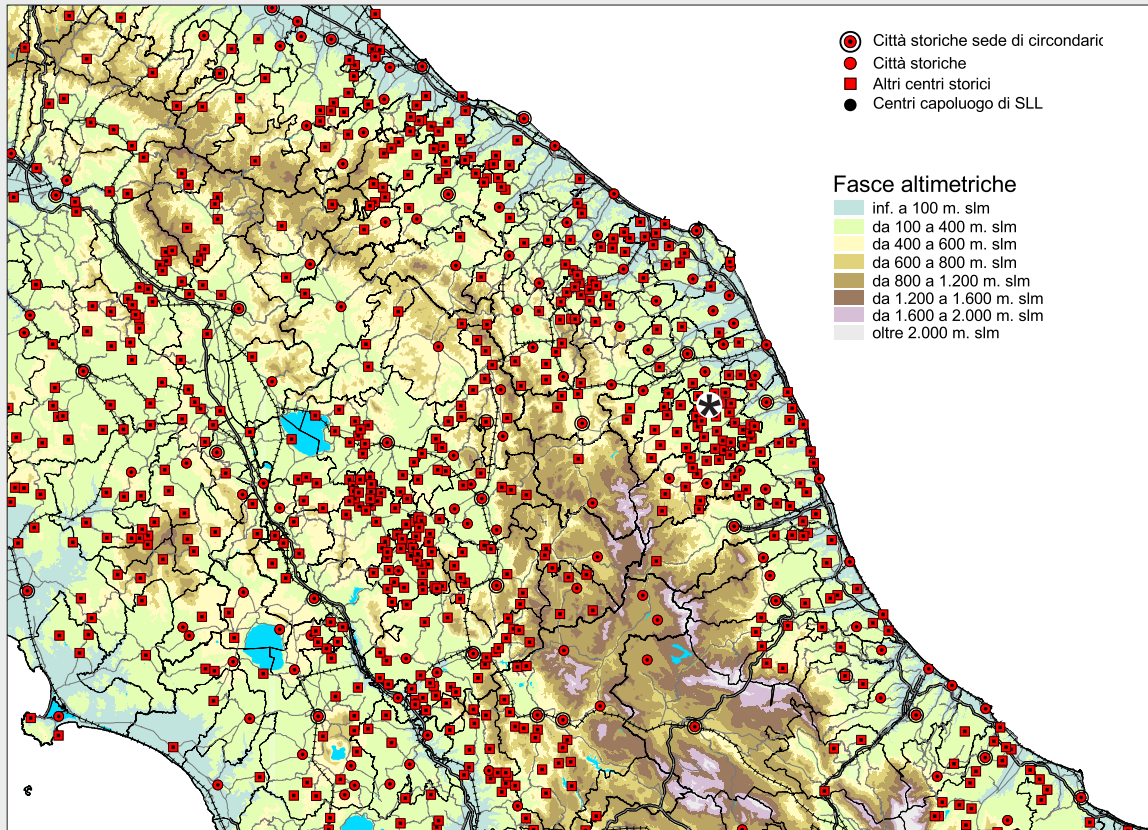 Città storiche sede di circondaric
Città storiche
Altri centri storici
Centri capoluogo di SLL
Fasce altimetriche
inf. a 100 m. slm
da 100 a 400 m. slm
da 400 a 600 m. slm
da 600 a 800 m. slm
da 800 a 1.200 m. slm
da 1.200 a 1.600 m. slm
da 1.600 a 2.000 m. slm
oltre 2.000 m. slm